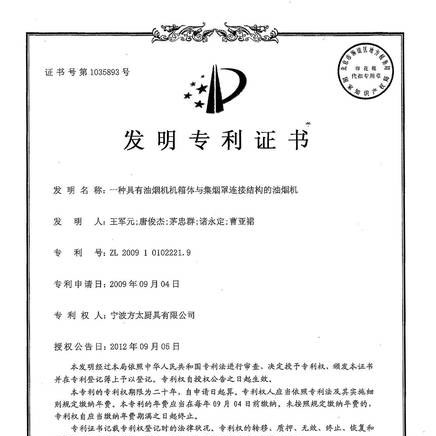 证书号第1035893号
发明专利证书
发 明 名 称：一种具有油烟机机箱体与集烟罩连接结构的油烟机
发 明 人：王军元;唐俊杰;茅忠群;诸永定;曹亚裙
专 利 号：ZL 2009 1 0102221.9
专利申请日：2009年09月04日
专 利 权 人：宁波方太厨具有限公司
授权公告日：2012年09月05日
本发明经过本局依照中华人民共和国专利法进行审查，决定授予专利权，颁发本证书
并在专利登记簿上予以登记。专利权自授权公告之日起生效。
本专利的专利权期限为二十年，自申请日起算。专利权人应当依照专利法及其实施细
则规定缴纳年费。本专利的年费应当在每年09月04日前缴纳。未按照规定缴纳年费的，
专利权自应当缴纳年费期满之日起终止。
专利证书记载专利权登记时的法律状况。专利权的转移、质押、无效、终止、恢复和